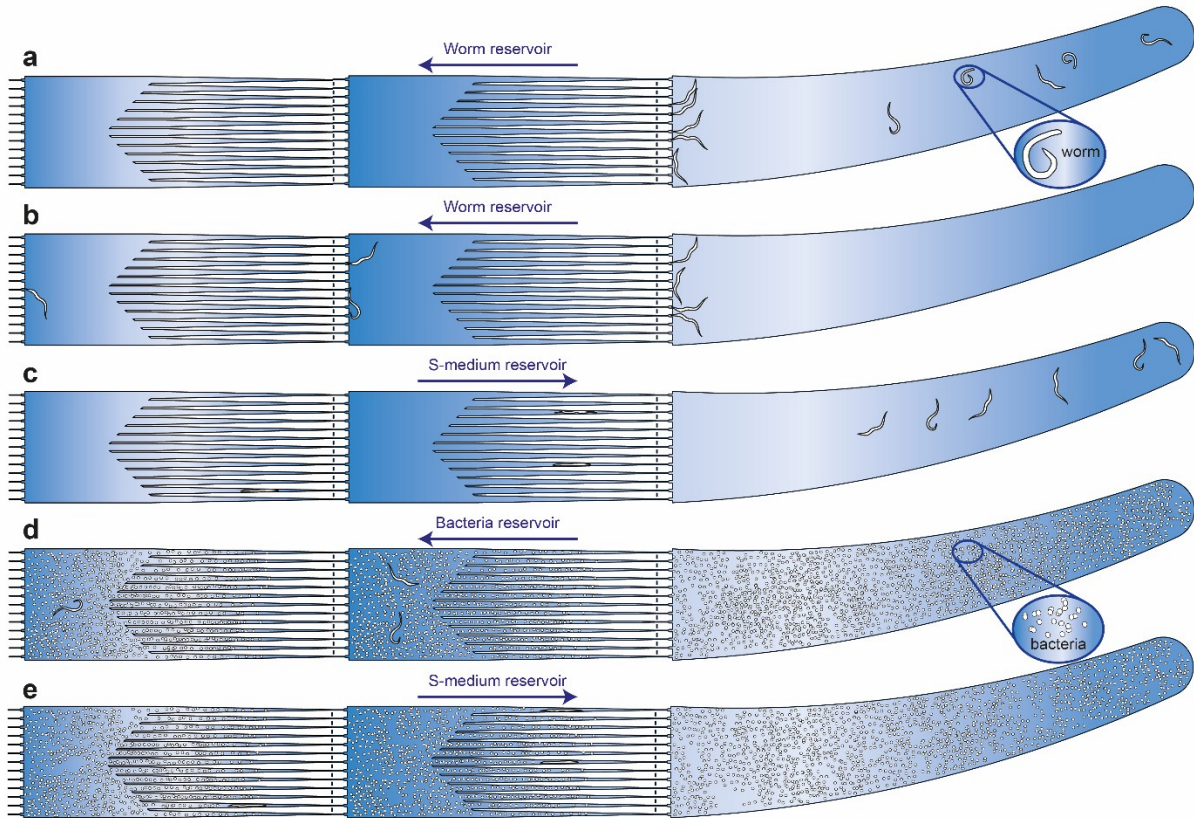 a
Worm reservoir
worm
b
Worm reservoir
c
S-medium reservoir
d
Bacteria reservoir
bacteria
e
S-medium reservoir